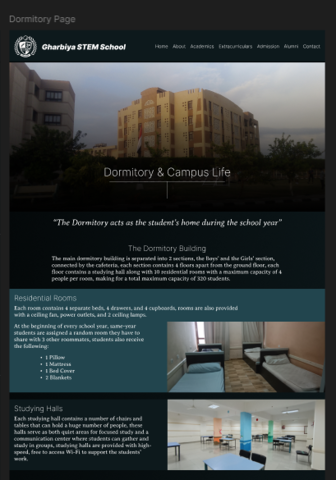 Dormitory Page
Gharbiya STEM School
Home About Academics Extracurriculars Admission Alumni Contact
Dormitory & Campus Life
"The Dormitory acts as the student's home during the school year"
The Dormitory Building
The main dormitory building is separated into 2 sections, the Boys' and the Girls' section,
connected by the cafeteria, each section contains 4 floors apart from the ground floor, each
floor contains a studying hall along with 10 residential rooms with a maximum capacity of 4
people per room, making for a total maximum capacity of 320 students.
Residential Rooms
Each room contains 4 separate beds, 4 drawers, and 4 cupboards, rooms are also provided
with a ceiling fan, power outlets, and 2 ceiling lamps.
At the beginning of every school year, same-year
students are assigned a random room they have to
share with 3 other roommates, students also receive
the following:
• 1 Pillow
• 1 Mattress
• 1 Bed Cover
• 2 Blankets
Studying Halls
Each studying hall contains a number of chairs and
tables that can hold a huge number of people, these
halls serve as both quiet areas for focused study and a
communication center where students can gather and
study in groups, studying halls are provided with high-
speed, free to access Wi-Fi to support the students'
work.